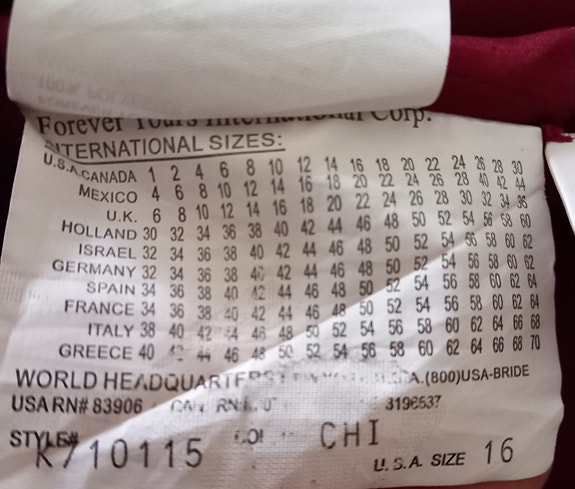 Forever Yours International Corp.
INTERNATIONAL SIZES:
U.S.A.CANADA 1 2 4 6 8 10 12 14 16 18 20 22 24 26 28 30
MEXICO 4 6 8 10 12 14 16 18 20 22 24 26 28 40 42 44
U.K. 6 8 10 12 14 16 18 20 22 24 26 28 30 32 34 36
HOLLAND 30 32 34 36 38 40 42 44 46 48 50 52 54 56 58 60
ISRAEL 32 34 36 38 40 42 44 46 48 50 52 54 56 58 60 62
GERMANY 32 34 36 38 40 42 44 46 48 50 52 54 56 58 60 62
SPAIN 34 36 38 40 42 44 46 48 50 52 54 56 58 60 62 64
FRANCE 34 36 38 40 42 44 46 48 50 52 54 56 58 60 62 64
ITALY 38 40 42 44 48 50 52 54 56 58 60 62 64 66 68
GREECE 40 42 44 46 48 50 52 54 56 58 60 62 64 66 68 70
WORLD HEADQUARTERS (800)USA-BRIDE
USA RN# 83906 3196537
STYLE# K710115 CHI
U.S.A SIZE 16